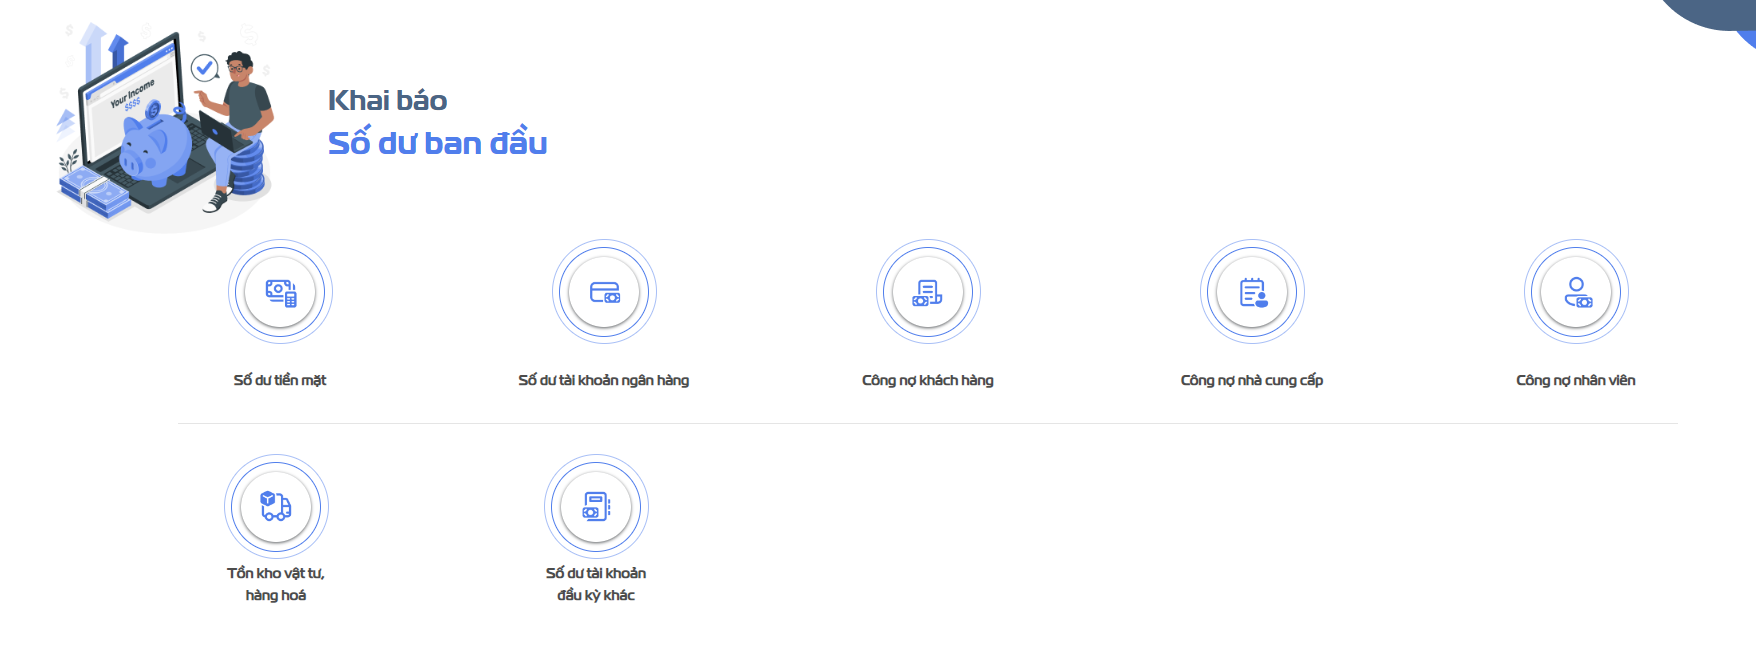 Your Income
$$$$
Khai báo
Số dư ban đầu
Số dư tiền mặt
Số dư tài khoản ngân hàng
Công nợ khách hàng
Công nợ nhà cung cấp
Công nợ nhân viên
Tồn kho vật tư,
hàng hoá
Số dư tài khoản
đầu kỳ khác